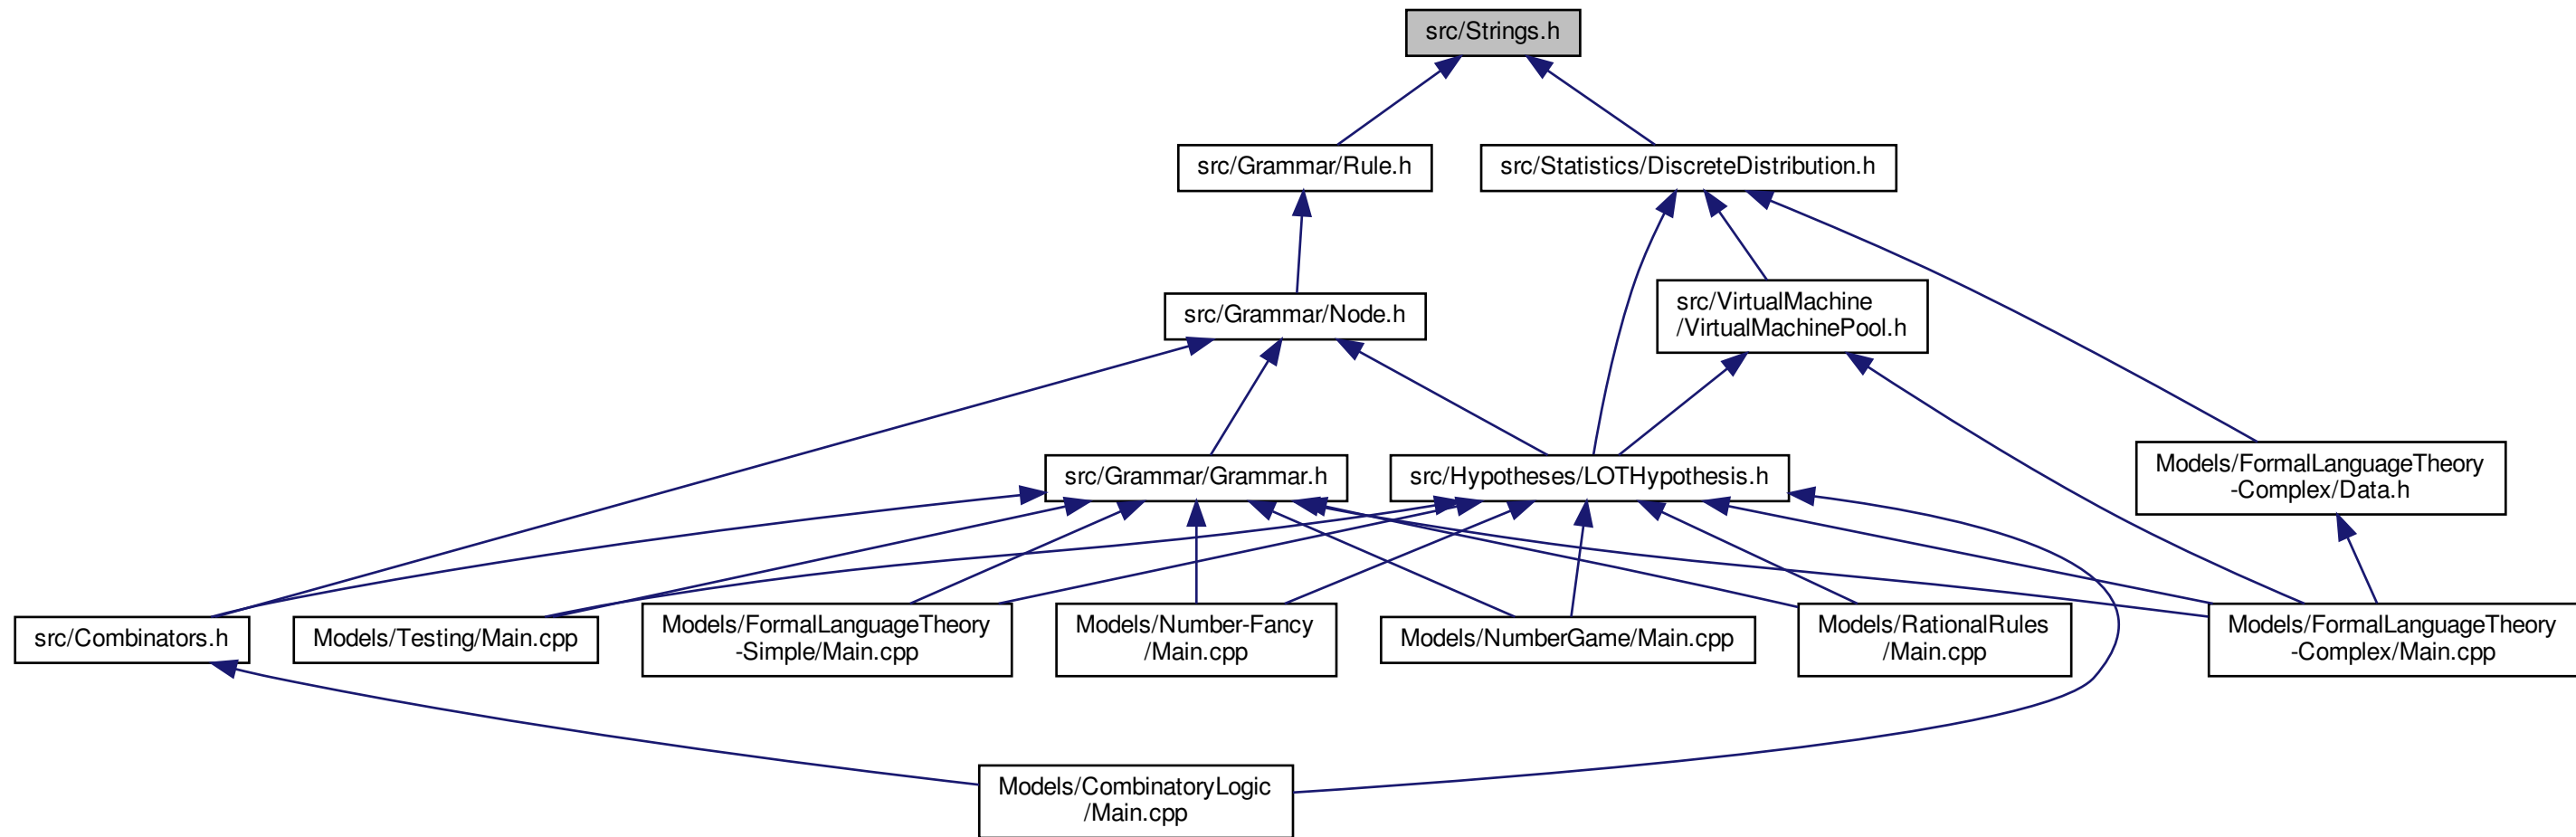 src/Strings.h
src/Grammar/Rule.h
src/Statistics/DiscreteDistribution.h
src/Grammar/Node.h
src/VirtualMachine
/VirtualMachinePool.h
src/Grammar/Grammar.h
src/Hypotheses/LOTHypothesis.h
Models/FormalLanguageTheory
-Complex/Data.h
src/Combinators.h
Models/Testing/Main.cpp
Models/FormalLanguageTheory
-Simple/Main.cpp
Models/Number-Fancy
/Main.cpp
Models/NumberGame/Main.cpp
Models/RationalRules
/Main.cpp
Models/FormalLanguageTheory
-Complex/Main.cpp
Models/CombinatoryLogic
/Main.cpp